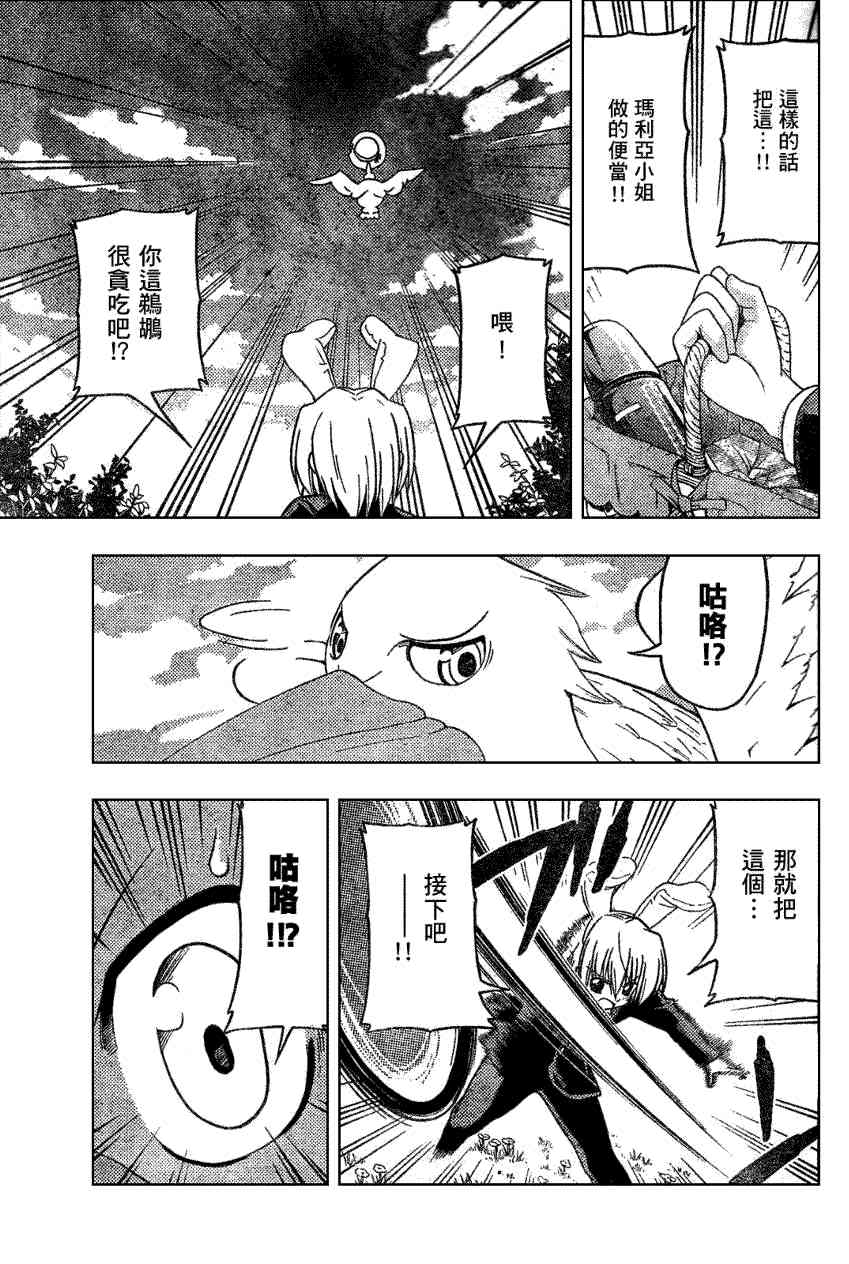 這樣的話
把這…!!
瑪利亞小姐
做的便當!!
喂！
你這鵜鶘
很貪吃吧!?
咕咯!?
那就把
這個…
接下吧
——!!
咕咯!!?